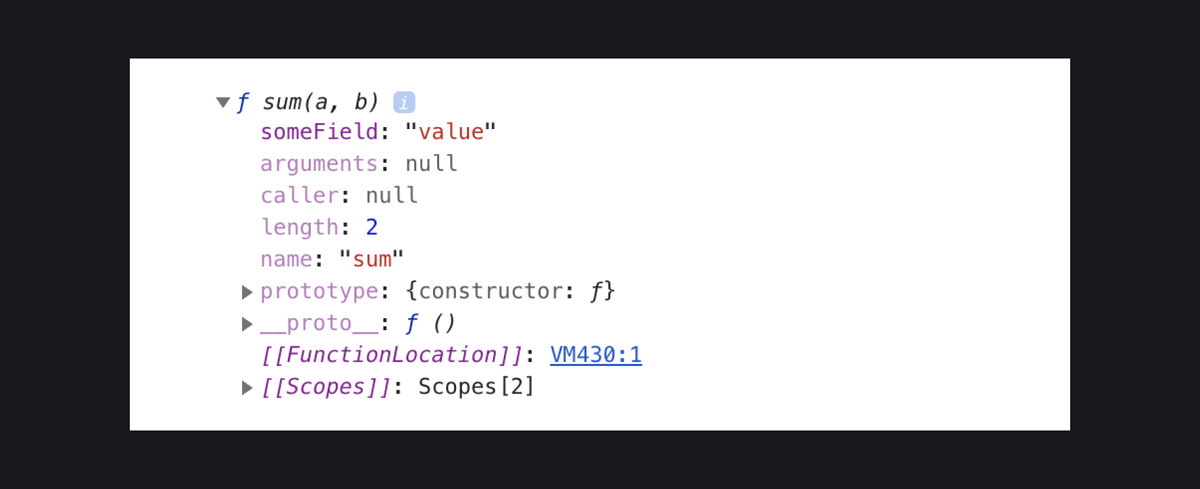 ▼ƒ sum(a, b) i
someField: "value"
arguments: null
caller: null
length: 2
name: "sum"
▶prototype: {constructor: ƒ}
▶__proto__: ƒ ()
[[FunctionLocation]]: VM430:1
▶[[Scopes]]: Scopes[2]